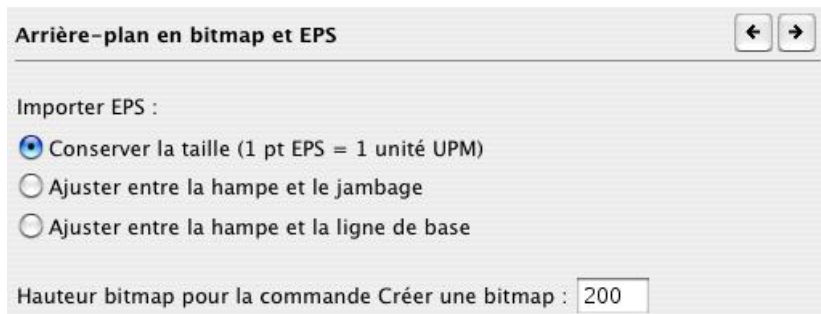 Arrière-plan en bitmap et EPS
Importer EPS :
Conserver la taille (1 pt EPS = 1 unité UPM)
Ajuster entre la hampe et le jambage
Ajuster entre la hampe et la ligne de base
Hauteur bitmap pour la commande Créer une bitmap : 200